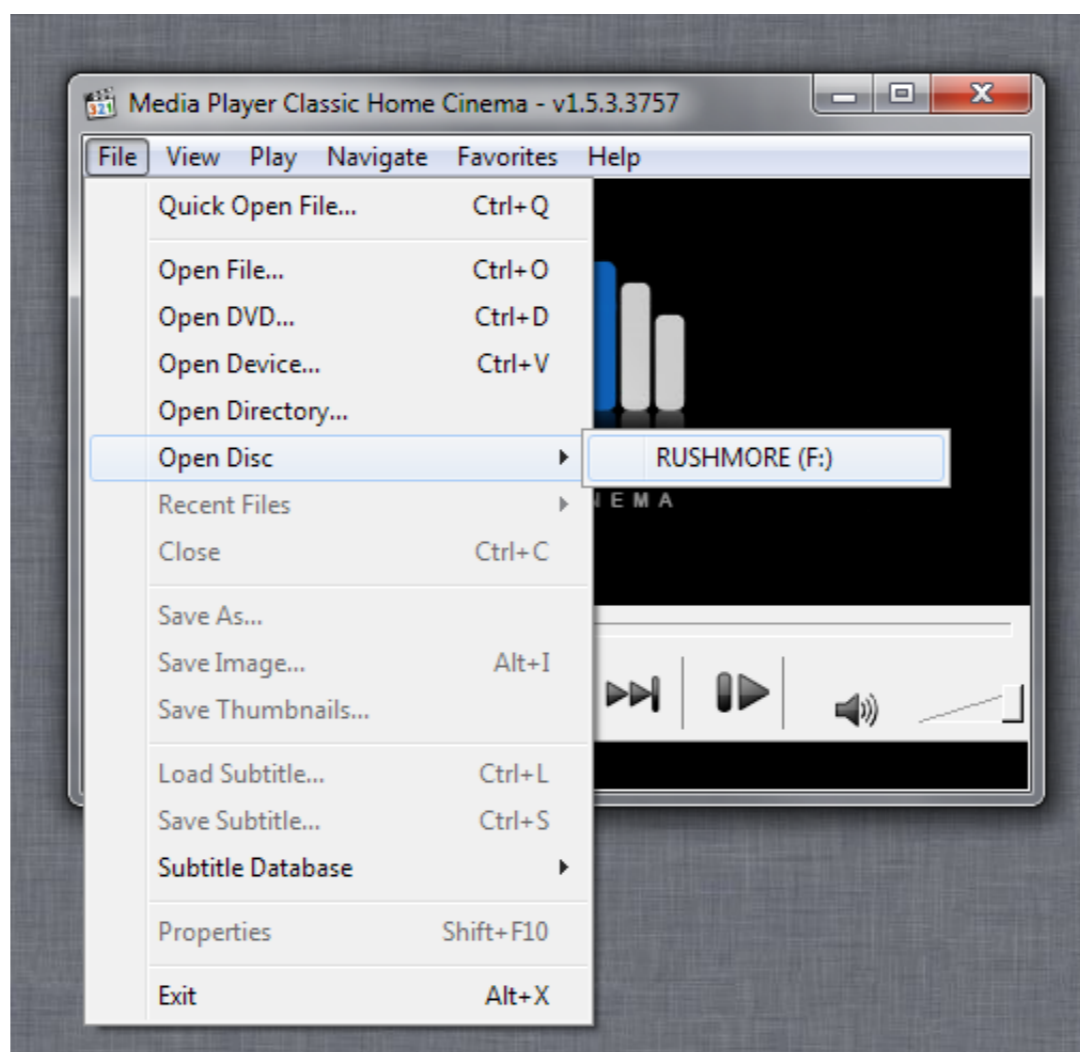 321
Media Player Classic Home Cinema - v1.5.3.3757
File View Play Navigate Favorites Help
Quick Open File... Ctrl+Q
Open File... Ctrl+O
Open DVD... Ctrl+D
Open Device... Ctrl+V
Open Directory...
Open Disc RUSHMORE (F:)
Recent Files
Close Ctrl+C
Save As...
Save Image... Alt+I
Save Thumbnails...
Load Subtitle... Ctrl+L
Save Subtitle... Ctrl+S
Subtitle Database
Properties Shift+F10
Exit Alt+X